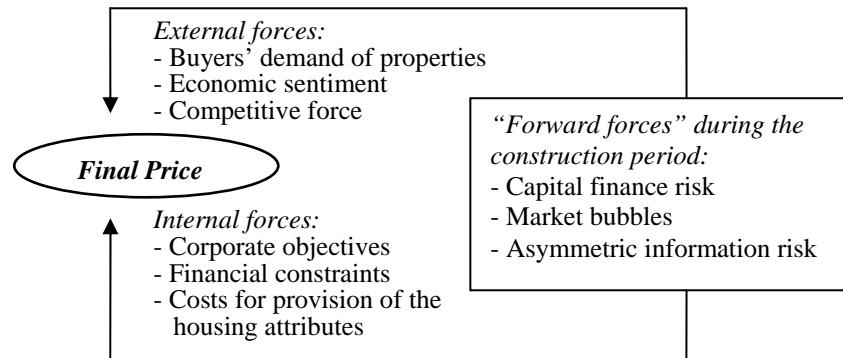 External forces:
- Buyers’ demand of properties
- Economic sentiment
- Competitive force
Final Price
Internal forces:
- Corporate objectives
- Financial constraints
- Costs for provision of the
housing attributes
“Forward forces” during the
construction period:
- Capital finance risk
- Market bubbles
- Asymmetric information risk